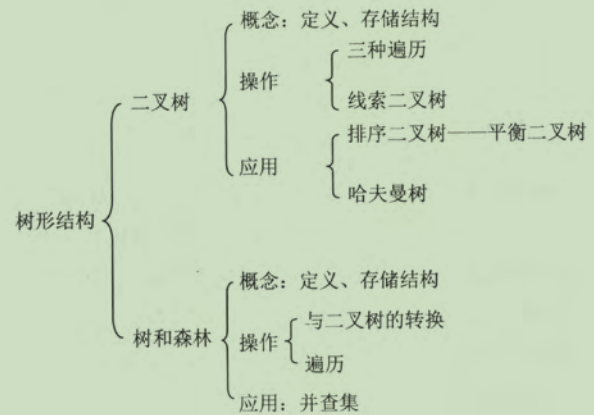 概念：定义、存储结构
三种遍历
操作
线索二叉树
二叉树
排序二叉树——平衡二叉树
应用
哈夫曼树
树形结构
概念：定义、存储结构
与二叉树的转换
树和森林
操作
遍历
应用：并查集